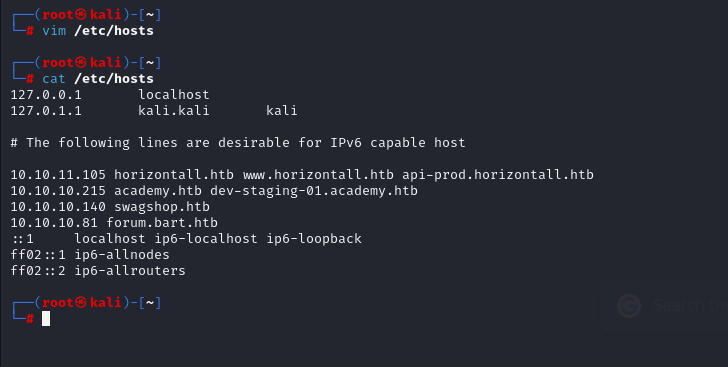 ┌──(root㉿kali)-[~]
└─# vim /etc/hosts
┌──(root㉿kali)-[~]
└─# cat /etc/hosts
127.0.0.1       localhost
127.0.1.1       kali.kali       kali
# The following lines are desirable for IPv6 capable host
10.10.11.105 horizontall.htb www.horizontall.htb api-prod.horizontall.htb
10.10.10.215 academy.htb dev-staging-01.academy.htb
10.10.10.140 swagshop.htb
10.10.10.81 forum.bart.htb
::1     localhost ip6-localhost ip6-loopback
ff02::1 ip6-allnodes
ff02::2 ip6-allrouters
┌──(root㉿kali)-[~]
└─#
Search the